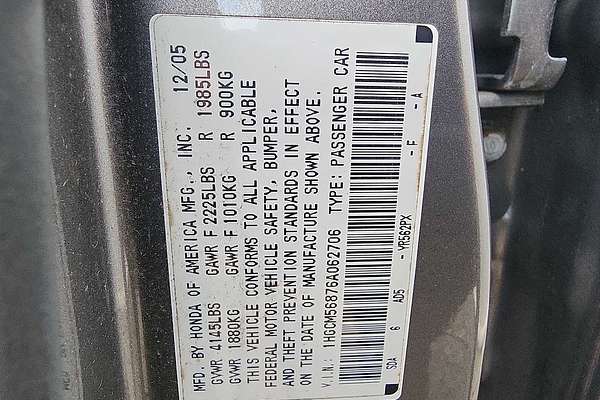 MFD. BY HONDA OF AMERICA MFG., INC. 12/05
GVWR 4145LBS GAWR F 2225LBS R 1985LBS
GVWR 1880KG GAWR F 1010KG R 900KG
THIS VEHICLE CONFORMS TO ALL APPLICABLE
FEDERAL MOTOR VEHICLE SAFETY, BUMPER,
AND THEFT PREVENTION STANDARDS IN EFFECT
ON THE DATE OF MANUFACTURE SHOWN ABOVE.
V.I.N.: 1HGCM56876A062706 TYPE: PASSENGER CAR
SDA 6 AD5 - YR562PX - F - A